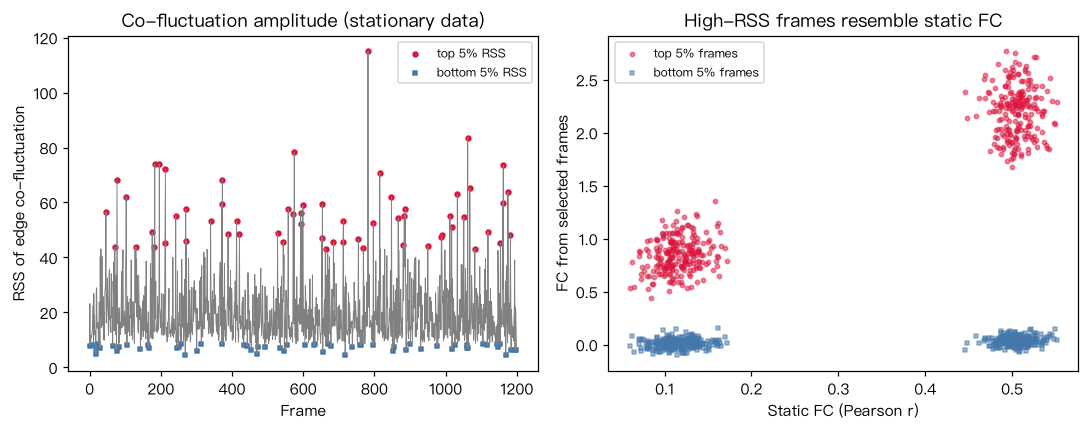 Co-fluctuation amplitude (stationary data)
RSS of edge co-fluctuation
120
100
80
60
40
20
0
top 5% RSS
bottom 5% RSS
0
200
400
600
800
1000
1200
Frame
High-RSS frames resemble static FC
FC from selected frames
2.5
2.0
1.5
1.0
0.5
0.0
top 5% frames
bottom 5% frames
0.1
0.2
0.3
0.4
0.5
Static FC (Pearson r)